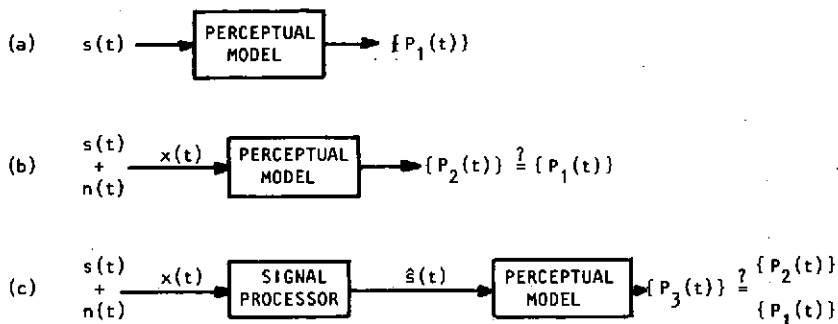 (a) s(t) PERCEPTUAL MODEL {P₁(t)}
(b) s(t) + n(t) x(t) PERCEPTUAL MODEL {P₂(t)} ≟ {P₁(t)}
(c) s(t) + n(t) x(t) SIGNAL PROCESSOR ŝ(t) PERCEPTUAL MODEL {P₃(t)} ≟ {P₂(t)} {P₁(t)}